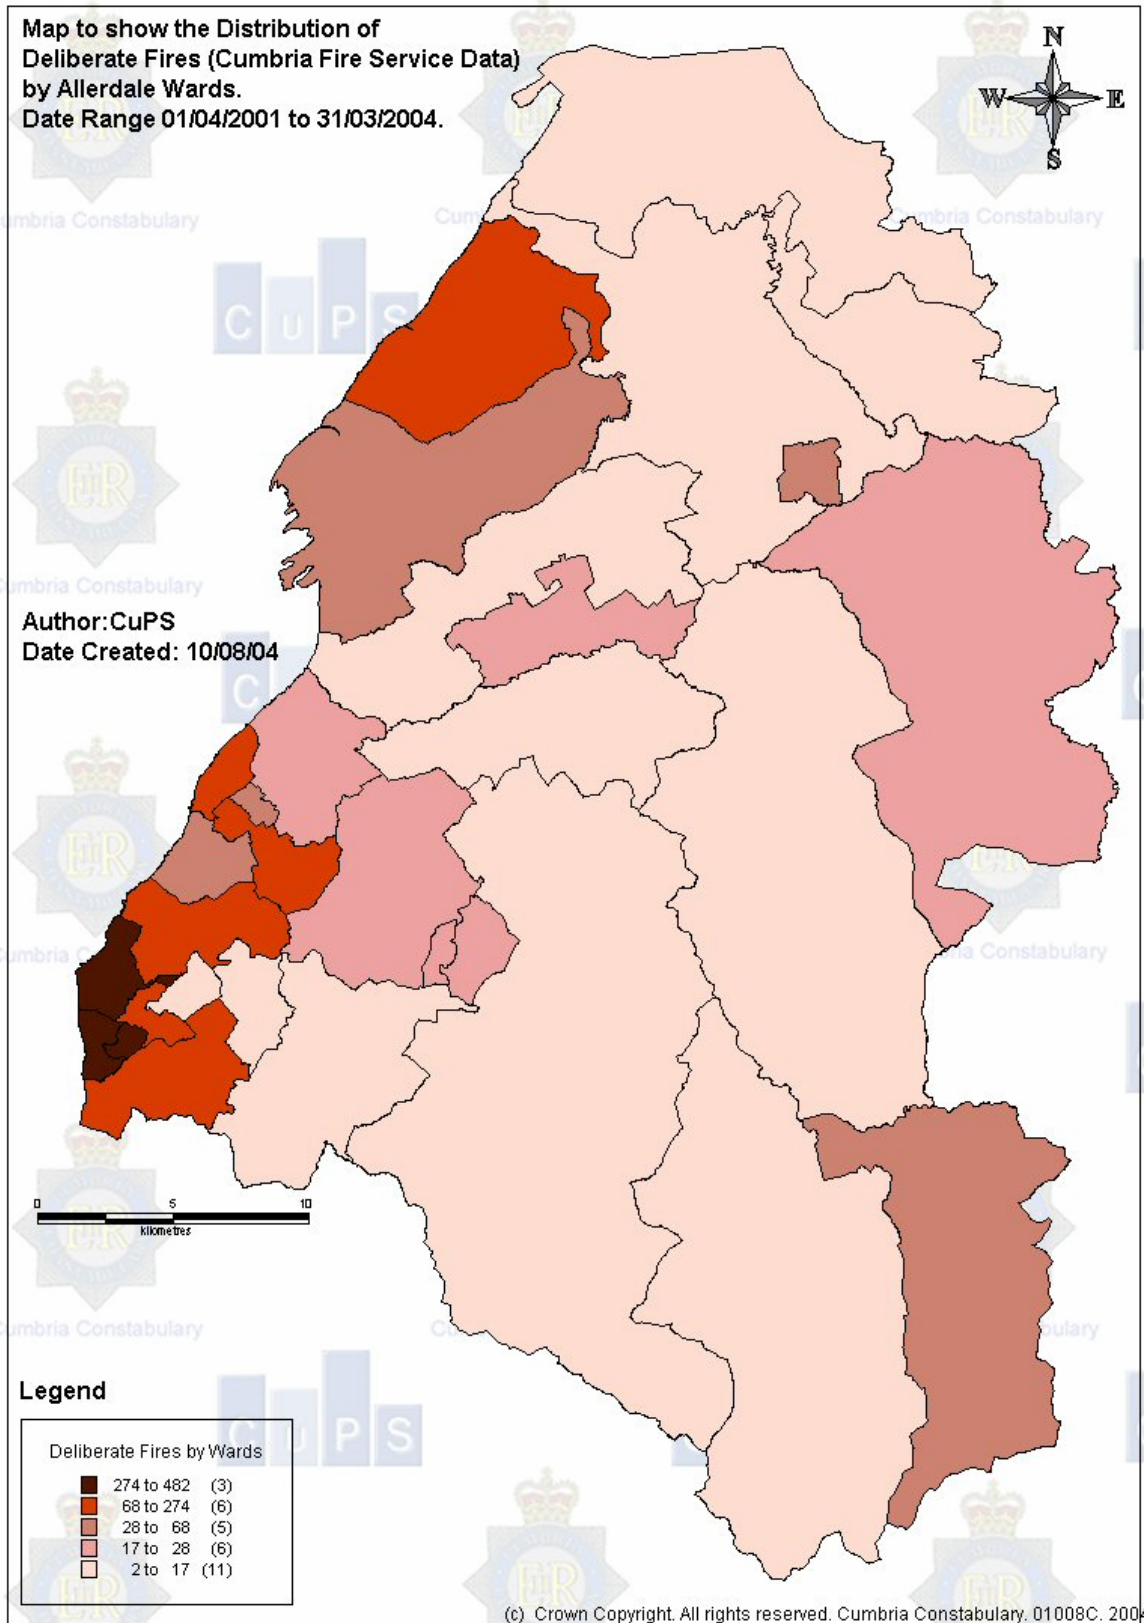 Map to show the Distribution of
Deliberate Fires (Cumbria Fire Service Data)
by Allerdale Wards.
Date Range 01/04/2001 to 31/03/2004.
N
W E
S
Cumbria Constabulary
CuPS
Author:CuPS
Date Created: 10/08/04
0 5 10
kilometres
Legend
Deliberate Fires by Wards
274 to 482 (3)
68 to 274 (6)
28 to 68 (5)
17 to 28 (6)
2 to 17 (11)
(c) Crown Copyright. All rights reserved. Cumbria Constabulary. 01008C.